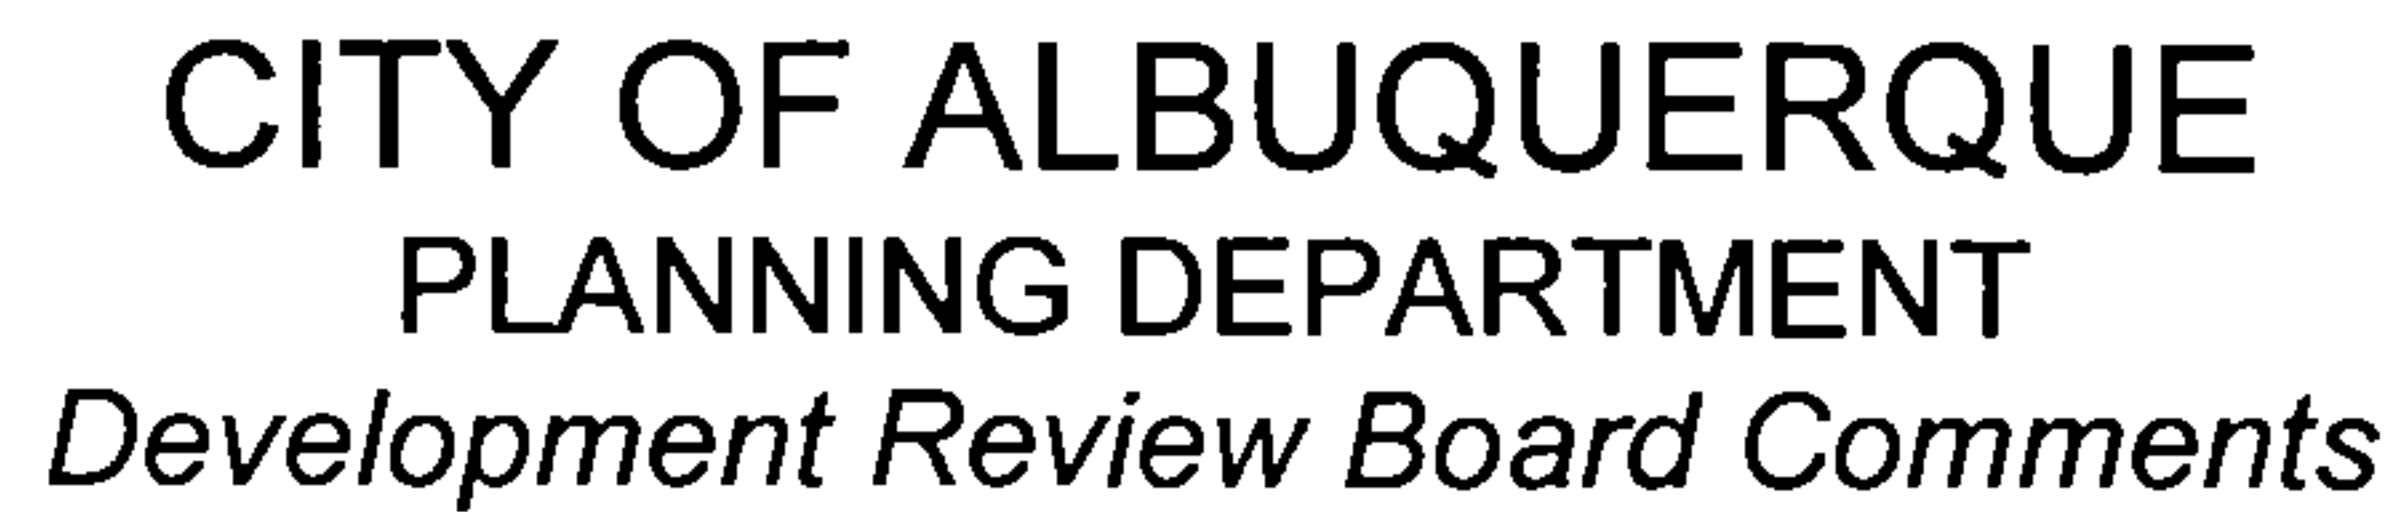 CITY OF ALBUQUERQUE
PLANNING DEPARTMENT
Development Review Board Comments